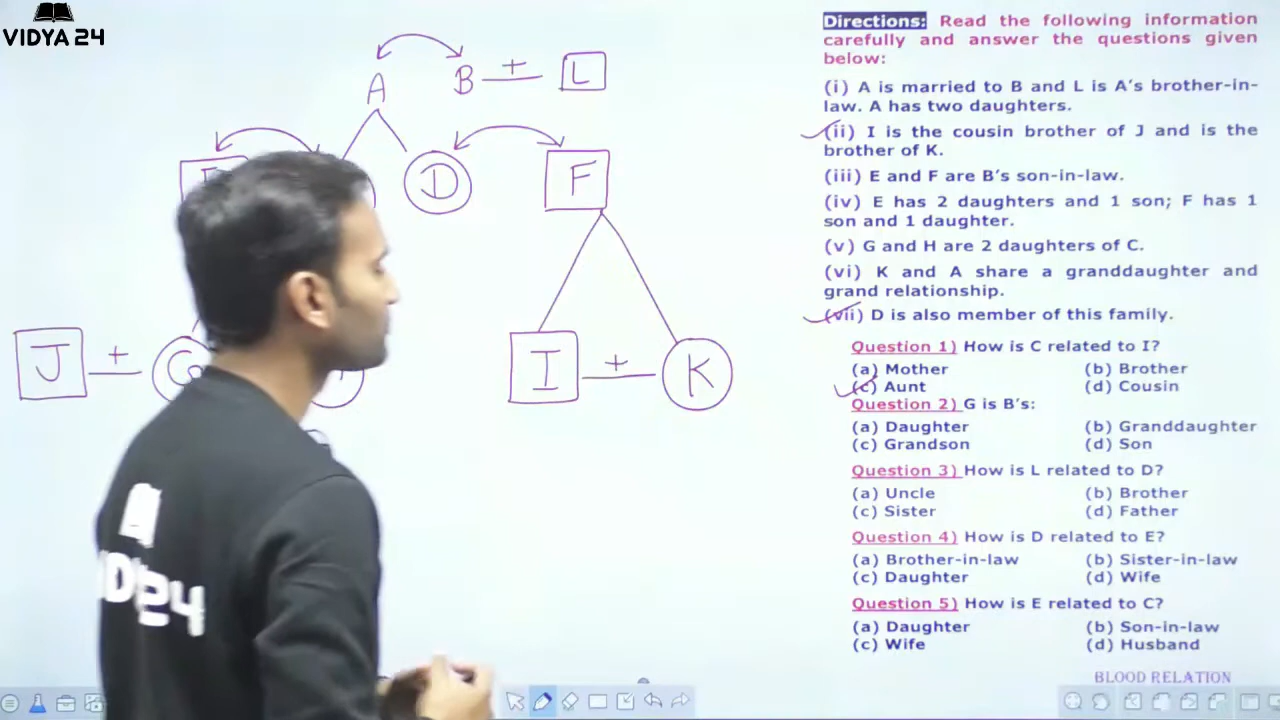 VIDYA 24
A B + L
D F
J + G
I + K
Directions: Read the following information
carefully and answer the questions given
below:
(i) A is married to B and L is A's brother-in-
law. A has two daughters.
(ii) I is the cousin brother of J and is the
brother of K.
(iii) E and F are B's son-in-law.
(iv) E has 2 daughters and 1 son; F has 1
son and 1 daughter.
(v) G and H are 2 daughters of C.
(vi) K and A share a granddaughter and
grand relationship.
(vii) D is also member of this family.
Question 1) How is C related to I?
(a) Mother (b) Brother
(c) Aunt (d) Cousin
Question 2) G is B's:
(a) Daughter (b) Granddaughter
(c) Grandson (d) Son
Question 3) How is L related to D?
(a) Uncle (b) Brother
(c) Sister (d) Father
Question 4) How is D related to E?
(a) Brother-in-law (b) Sister-in-law
(c) Daughter (d) Wife
Question 5) How is E related to C?
(a) Daughter (b) Son-in-law
(c) Wife (d) Husband
BLOOD RELATION